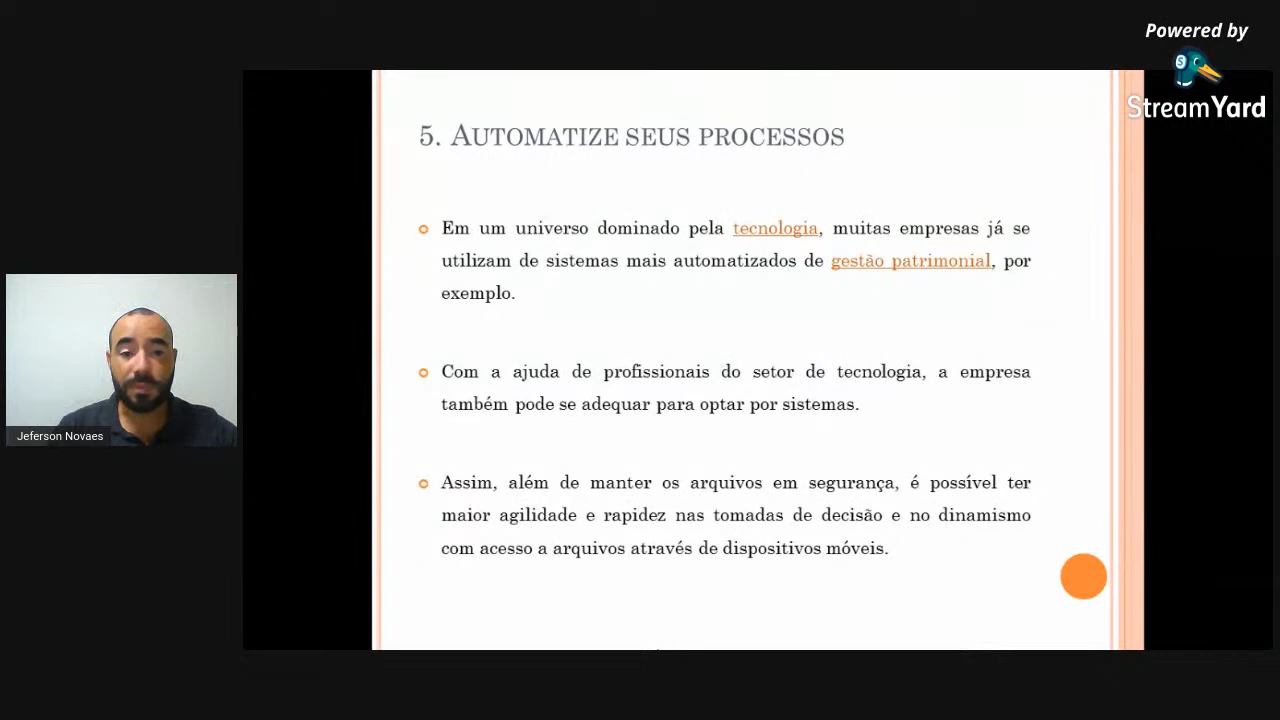 Powered by
StreamYard
5. AUTOMATIZE SEUS PROCESSOS
Em um universo dominado pela tecnologia, muitas empresas já se
utilizam de sistemas mais automatizados de gestão patrimonial, por
exemplo.
Com a ajuda de profissionais do setor de tecnologia, a empresa
também pode se adequar para optar por sistemas.
Assim, além de manter os arquivos em segurança, é possível ter
maior agilidade e rapidez nas tomadas de decisão e no dinamismo
com acesso a arquivos através de dispositivos móveis.
Jeferson Novaes